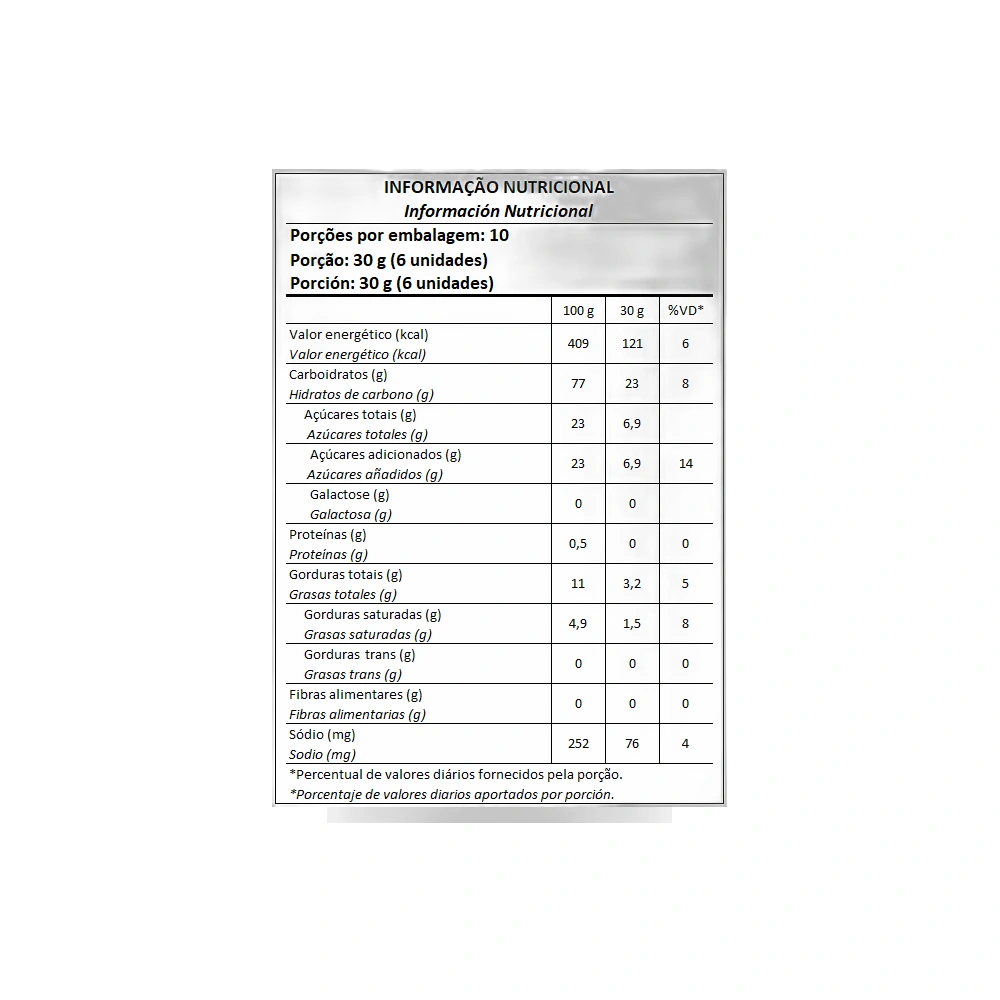 INFORMAÇÃO NUTRICIONAL
Información Nutricional
Porções por embalagem: 10
Porção: 30 g (6 unidades)
Porción: 30 g (6 unidades)
100 g 30 g %VD*
Valor energético (kcal)
Valor energético (kcal)
409 121 6
Carboidratos (g)
Hidratos de carbono (g)
77 23 8
Açúcares totais (g)
Azúcares totales (g)
23 6,9
Açúcares adicionados (g)
Azúcares añadidos (g)
23 6,9 14
Galactose (g)
Galactosa (g)
0 0
Proteínas (g)
Proteínas (g)
0,5 0 0
Gorduras totais (g)
Grasas totales (g)
11 3,2 5
Gorduras saturadas (g)
Grasas saturadas (g)
4,9 1,5 8
Gorduras trans (g)
Grasas trans (g)
0 0 0
Fibras alimentares (g)
Fibras alimentarias (g)
0 0 0
Sódio (mg)
Sodio (mg)
252 76 4
*Percentual de valores diários fornecidos pela porção.
*Porcentaje de valores diarios aportados por porción.